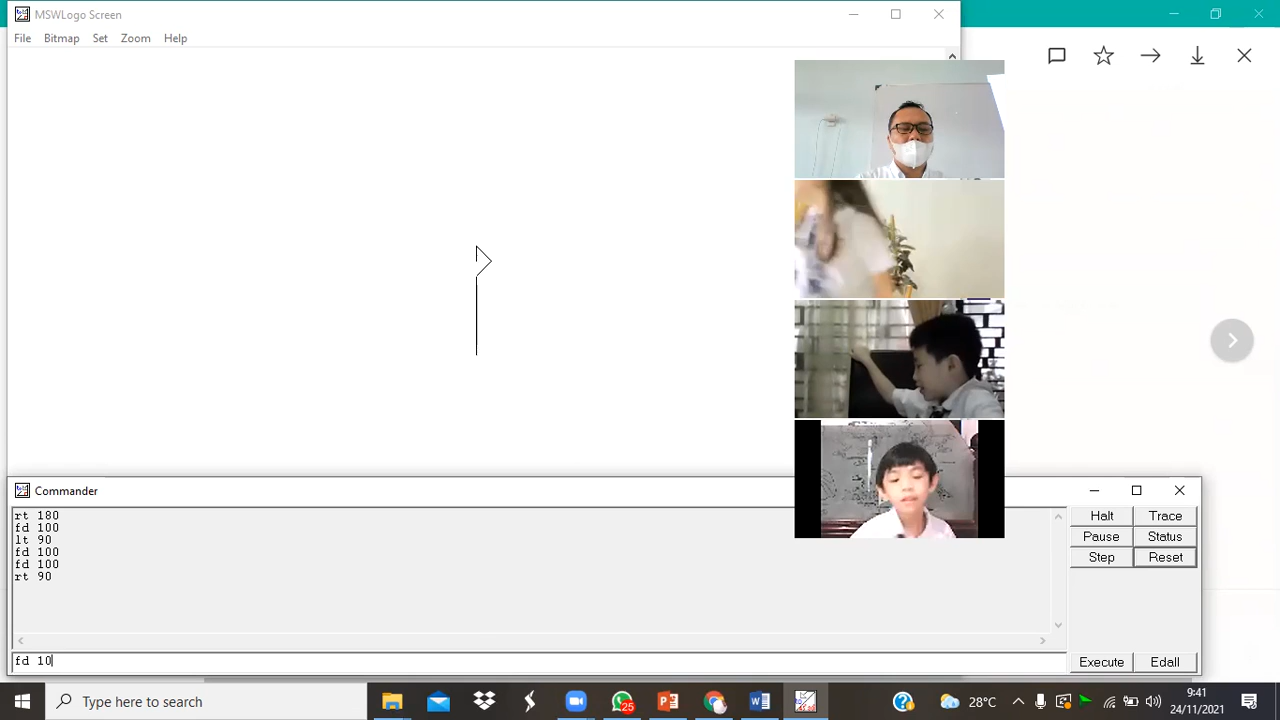 MSWLogo Screen
File Bitmap Set Zoom Help
Commander
rt 180
fd 100
lt 90
fd 100
fd 100
rt 90
fd 10
Halt Trace
Pause Status
Step Reset
Execute Edall
Type here to search
25
28°C
9:41
24/11/2021